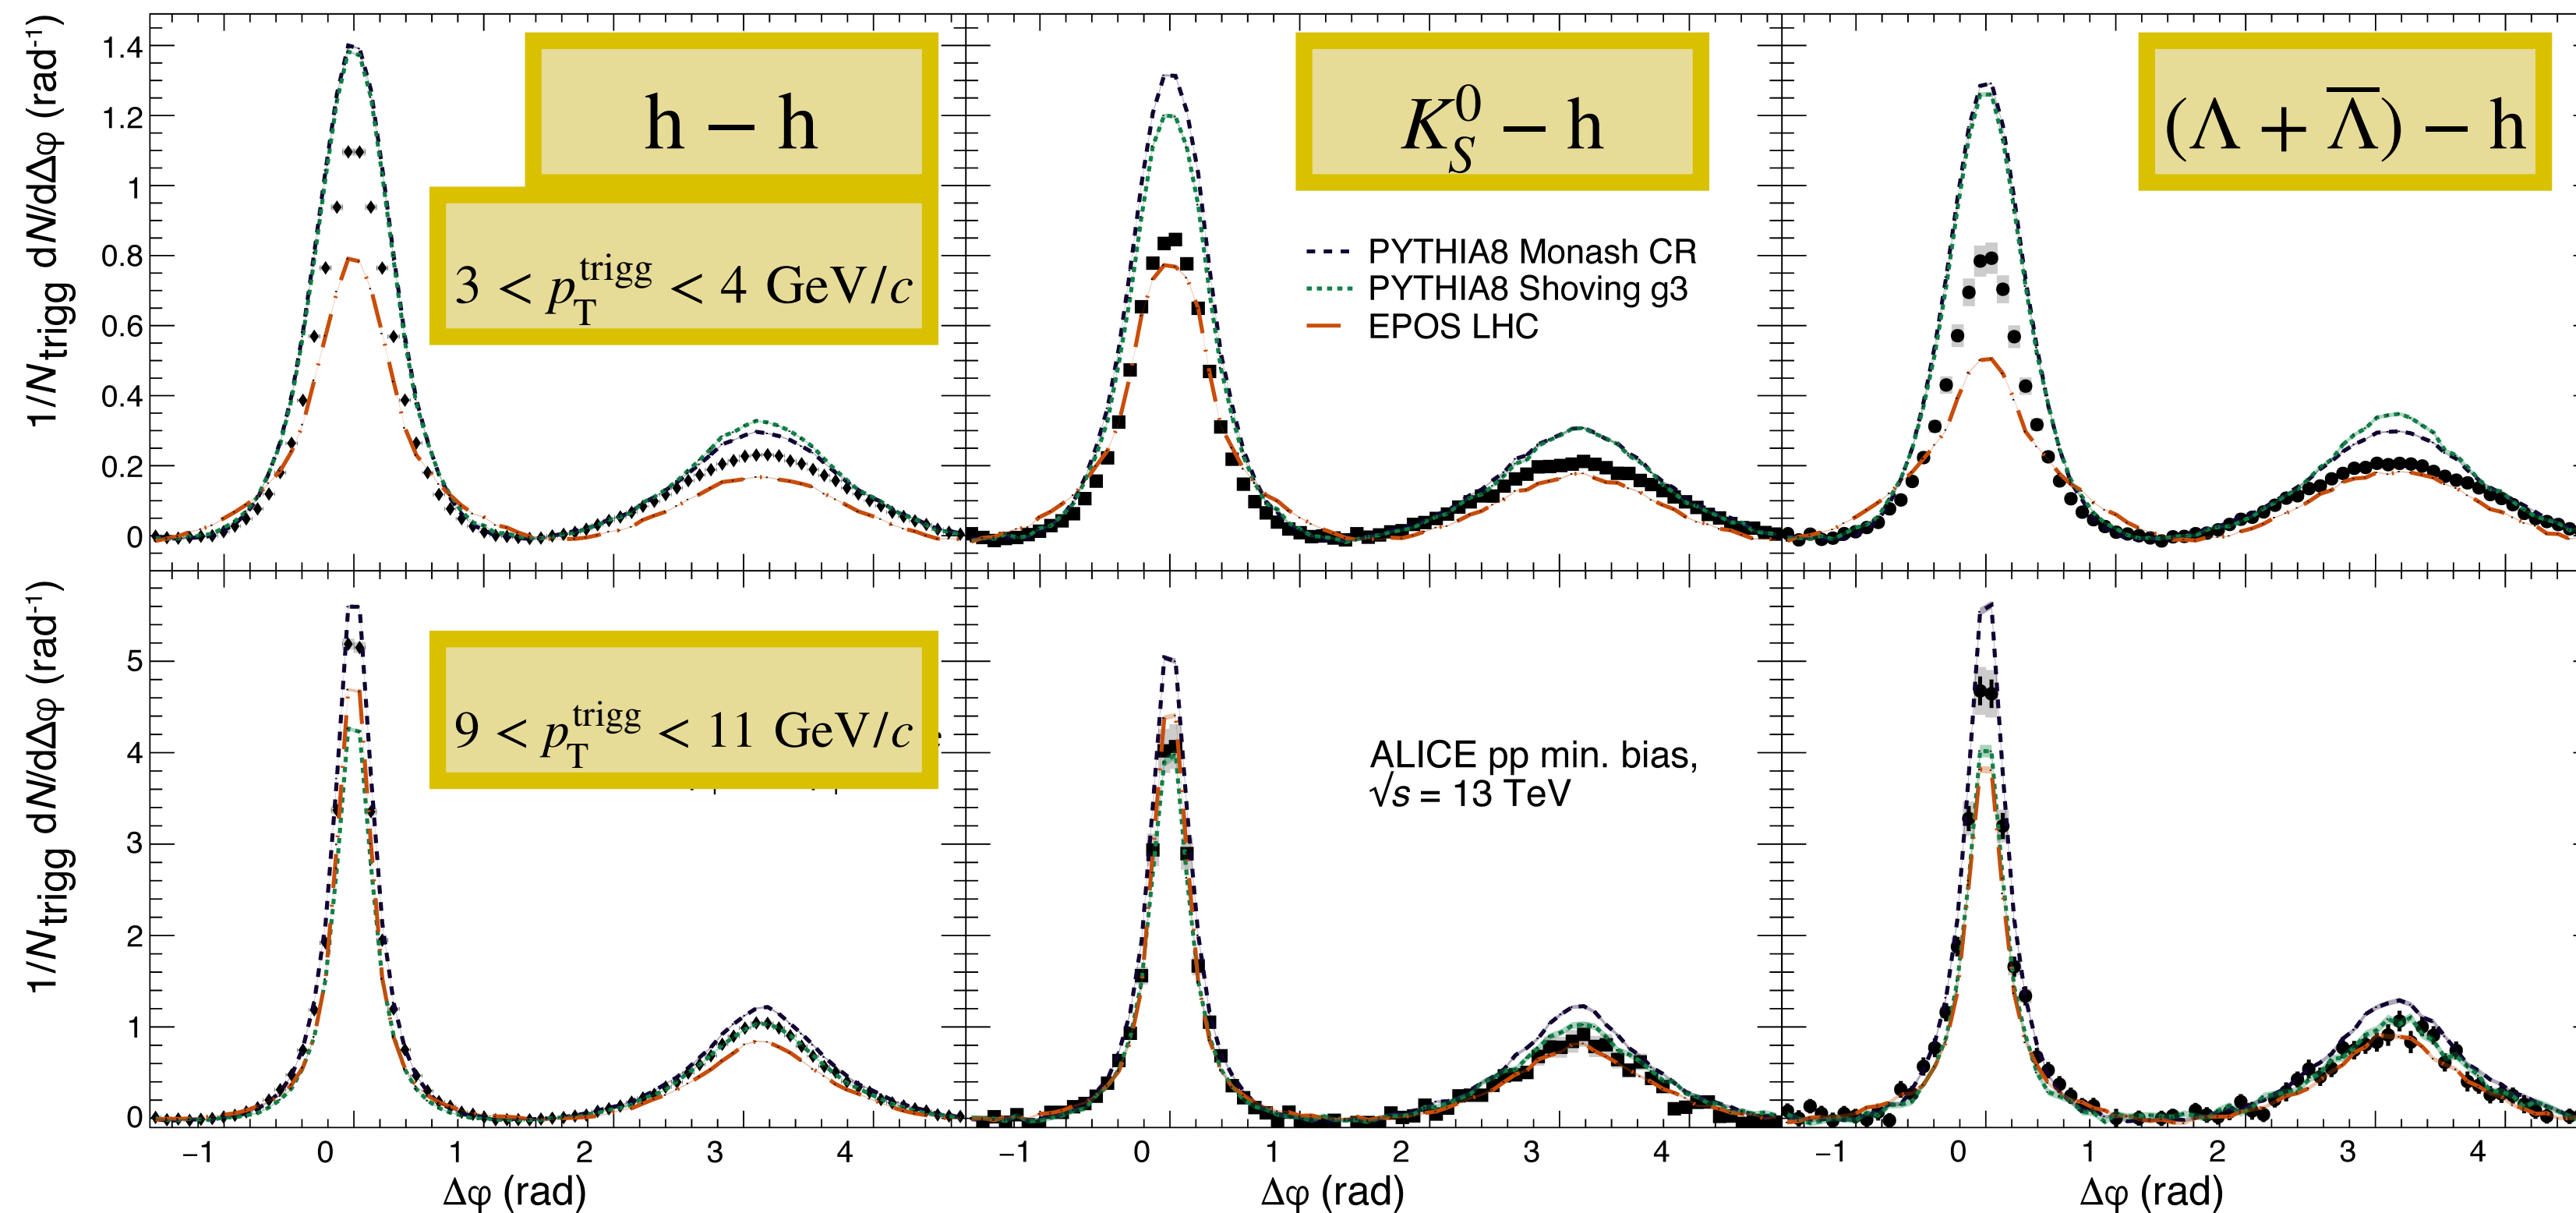 1/Ntrigg dN/dΔφ (rad⁻¹)
1.4
1.2
1
0.8
0.6
0.4
0.2
0
h – h
3 < p_T^trigg < 4 GeV/c
K_S^0 – h
PYTHIA8 Monash CR
PYTHIA8 Shoving g3
EPOS LHC
(Λ + Λ̅) – h
1/Ntrigg dN/dΔφ (rad⁻¹)
5
4
3
2
1
0
9 < p_T^trigg < 11 GeV/c
ALICE pp min. bias,
√s = 13 TeV
−1 0 1 2 3 4
−1 0 1 2 3 4
−1 0 1 2 3 4
Δφ (rad)
Δφ (rad)
Δφ (rad)